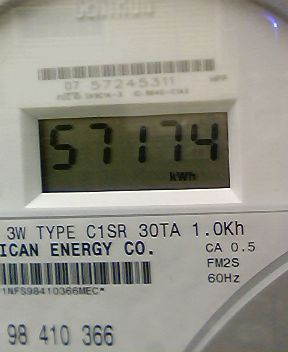 07 57245311
57174
kWh
3W TYPE C1SR 30TA 1.0Kh
ICAN ENERGY CO.
CA 0.5
FM2S
60Hz
1NFS98410366MEC*
98 410 366